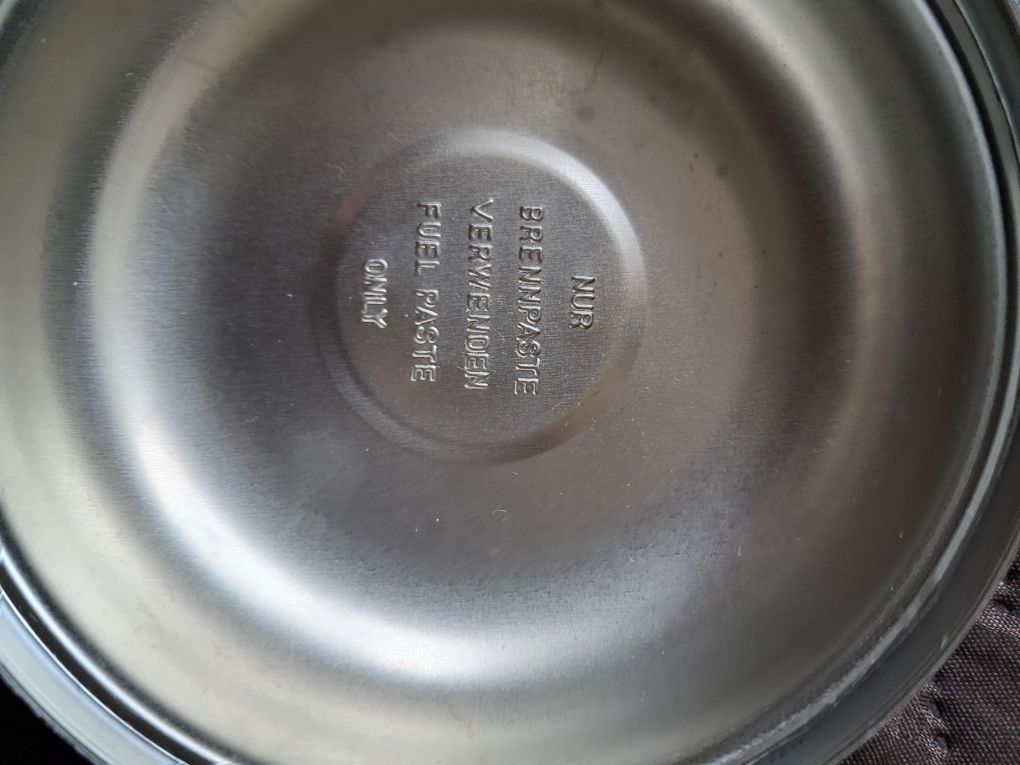 NUR
BRENNPASTE
VERWENDEN
FUEL PASTE
ONLY